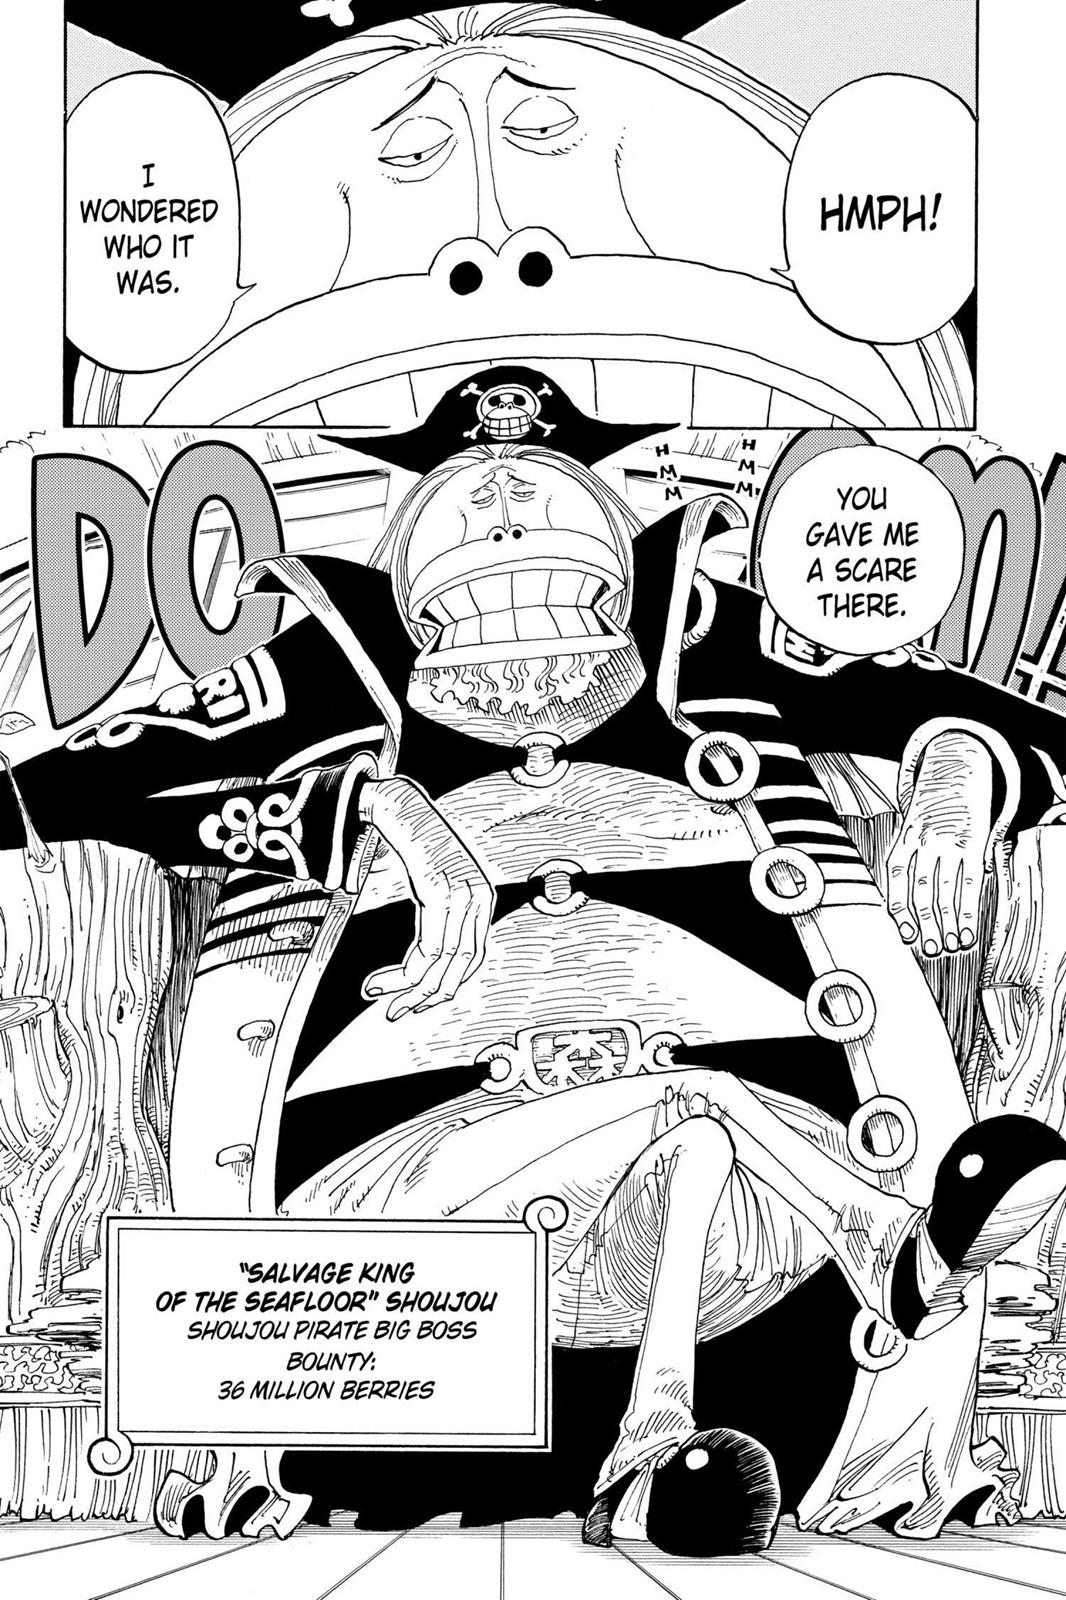 HMPH!
I
WONDERED
WHO IT
WAS.
HMM
HMM
YOU
GAVE ME
A SCARE
THERE.
DO
"SALVAGE KING
OF THE SEAFLOOR" SHOUJOU
SHOUJOU PIRATE BIG BOSS
BOUNTY:
36 MILLION BERRIES